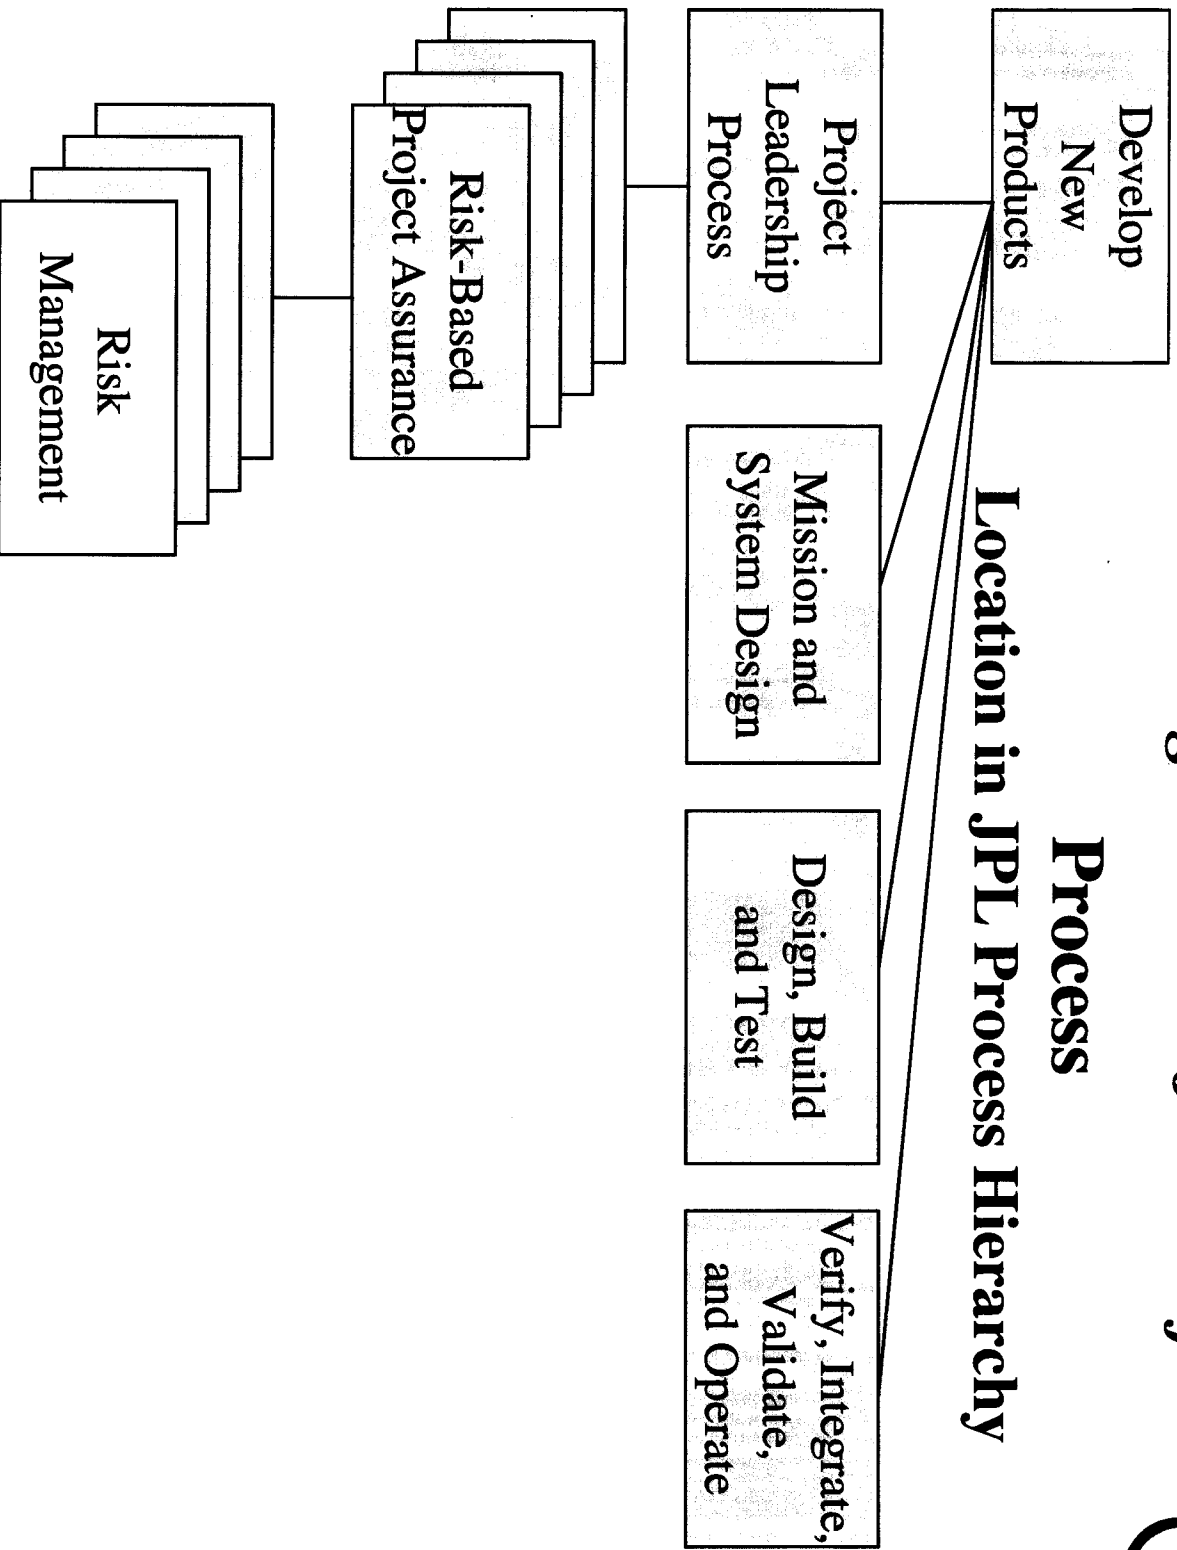 Process
Location in JPL Process Hierarchy
Develop
New
Products
Project
Leadership
Process
Mission and
System Design
Design, Build
and Test
Verify, Integrate,
Validate,
and Operate
Risk-Based
Project Assurance
Risk
Management